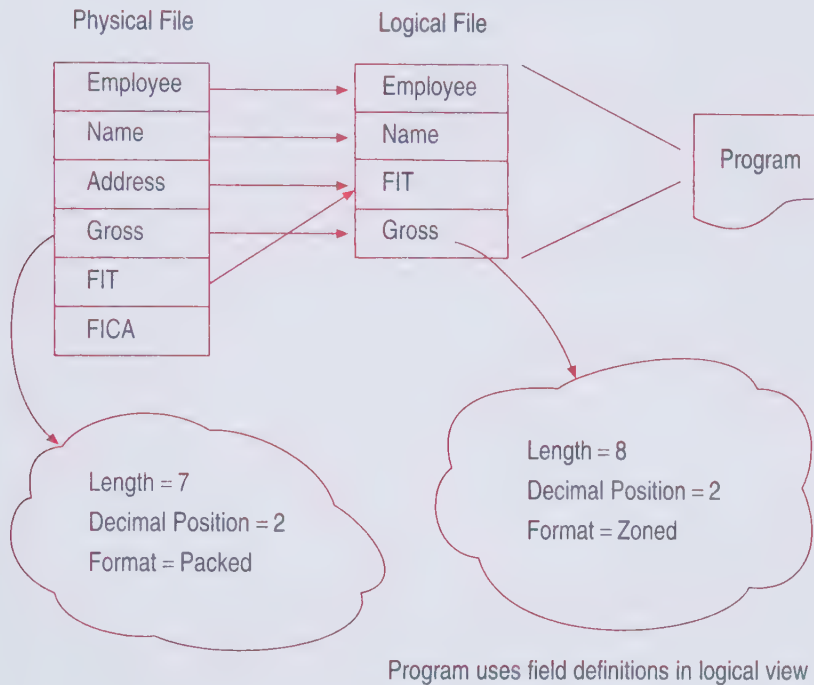 Physical File
Logical File
Employee
Name
Address
Gross
FIT
FICA
Employee
Name
FIT
Gross
Program
Length = 7
Decimal Position = 2
Format = Packed
Length = 8
Decimal Position = 2
Format = Zoned
Program uses field definitions in logical view